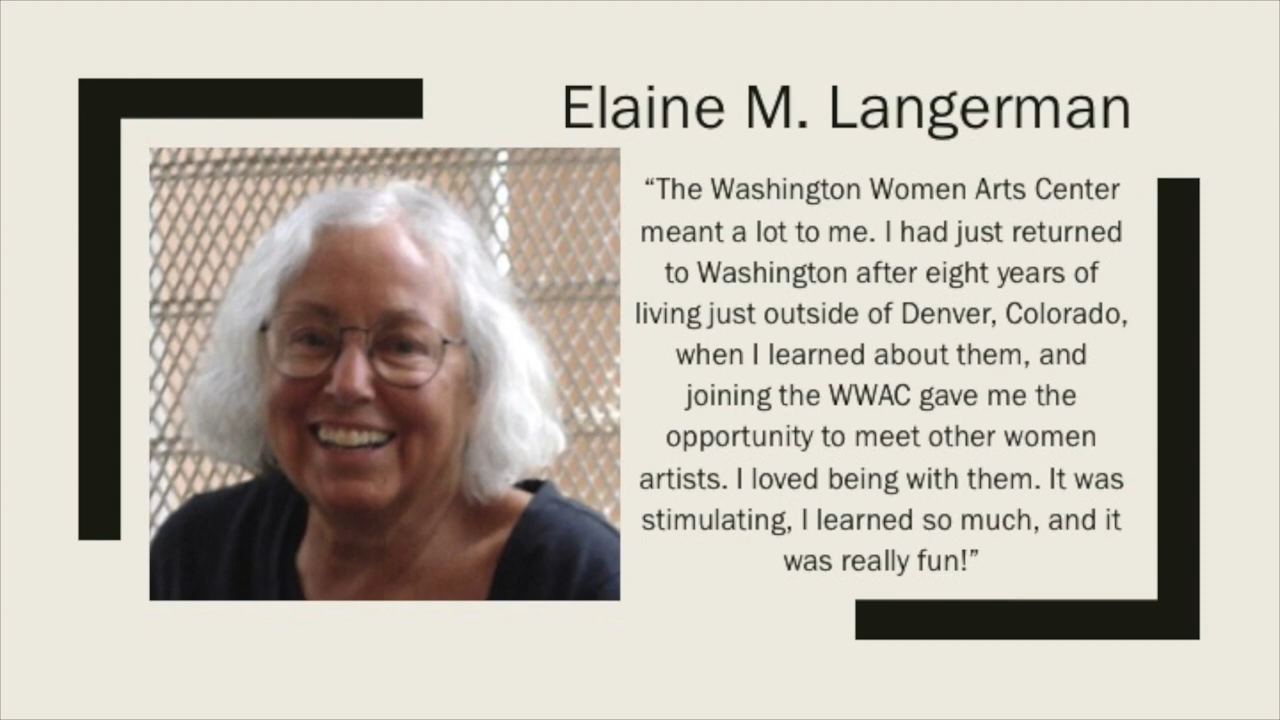 Elaine M. Langerman
“The Washington Women Arts Center
meant a lot to me. I had just returned
to Washington after eight years of
living just outside of Denver, Colorado,
when I learned about them, and
joining the WWAC gave me the
opportunity to meet other women
artists. I loved being with them. It was
stimulating, I learned so much, and it
was really fun!”